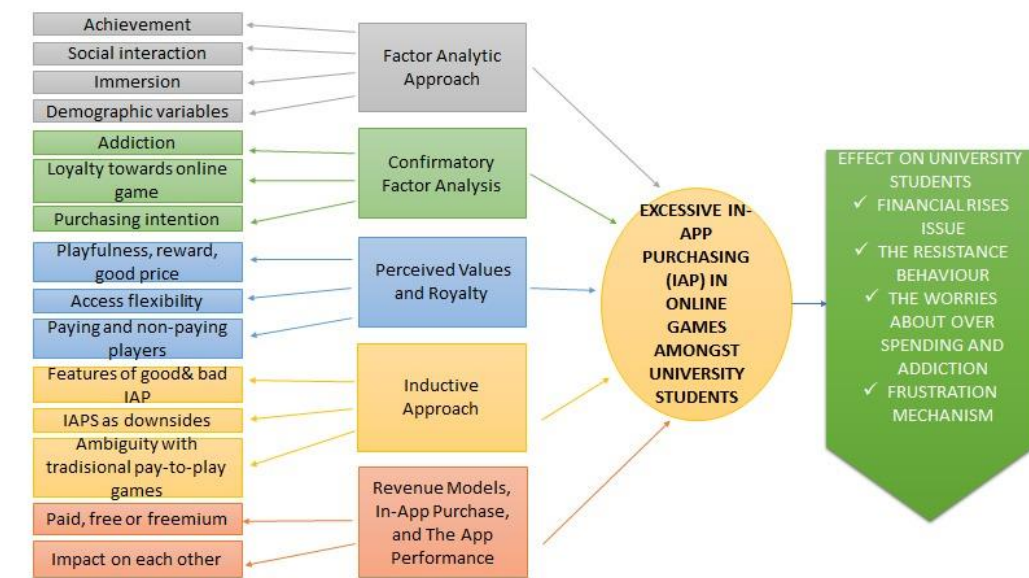 Achievement
Social interaction
Immersion
Demographic variables
Factor Analytic
Approach
Addiction
Loyalty towards online
game
Purchasing intention
Confirmatory
Factor Analysis
Playfulness, reward,
good price
Access flexibility
Paying and non-paying
players
Perceived Values
and Royalty
Features of good& bad
IAP
IAPS as downsides
Ambiguity with
tradisional pay-to-play
games
Inductive
Approach
Paid, free or freemium
Impact on each other
Revenue Models,
In-App Purchase,
and The App
Performance
EXCESSIVE IN-
APP
PURCHASING
(IAP) IN
ONLINE
GAMES
AMONGST
UNIVERSITY
STUDENTS
EFFECT ON UNIVERSITY
STUDENTS
✓ FINANCIAL RISES
ISSUE
✓ THE RESISTANCE
BEHAVIOUR
✓ THE WORRIES
ABOUT OVER
SPENDING AND
ADDICTION
✓ FRUSTRATION
MECHANISM